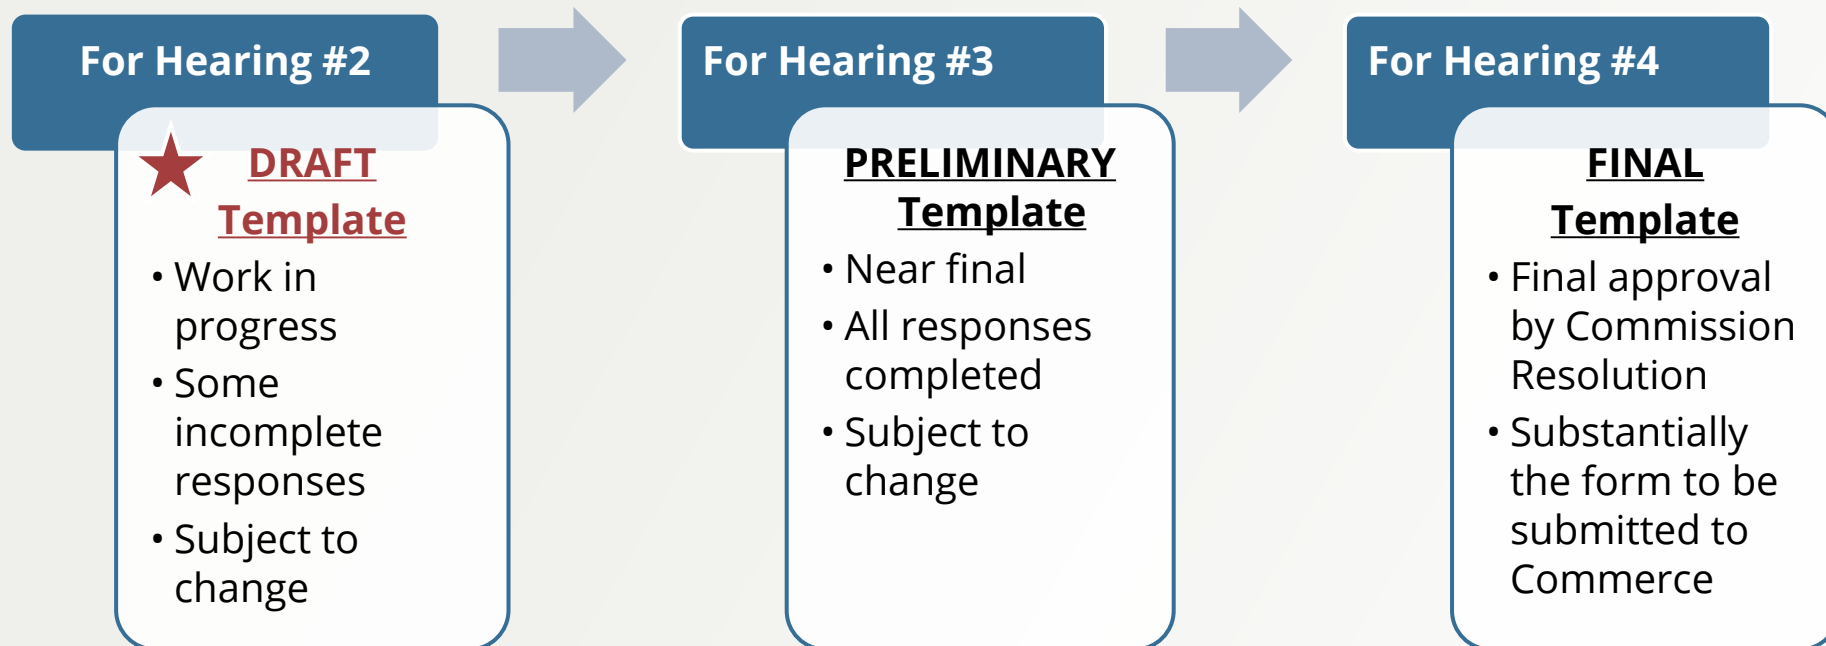 For Hearing #2
DRAFT
Template
• Work in
progress
• Some
incomplete
responses
• Subject to
change
For Hearing #3
PRELIMINARY
Template
• Near final
• All responses
completed
• Subject to
change
For Hearing #4
FINAL
Template
• Final approval
by Commission
Resolution
• Substantially
the form to be
submitted to
Commerce